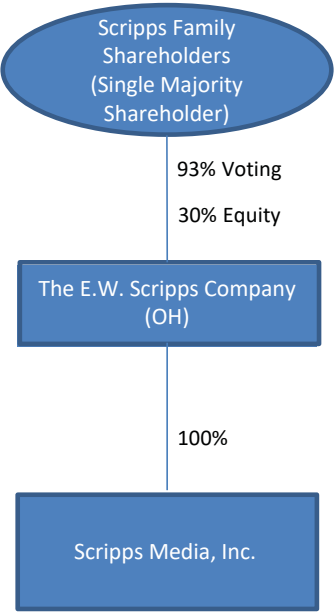 Scripps Family
Shareholders
(Single Majority
Shareholder)
93% Voting
30% Equity
The E.W. Scripps Company
(OH)
100%
Scripps Media, Inc.